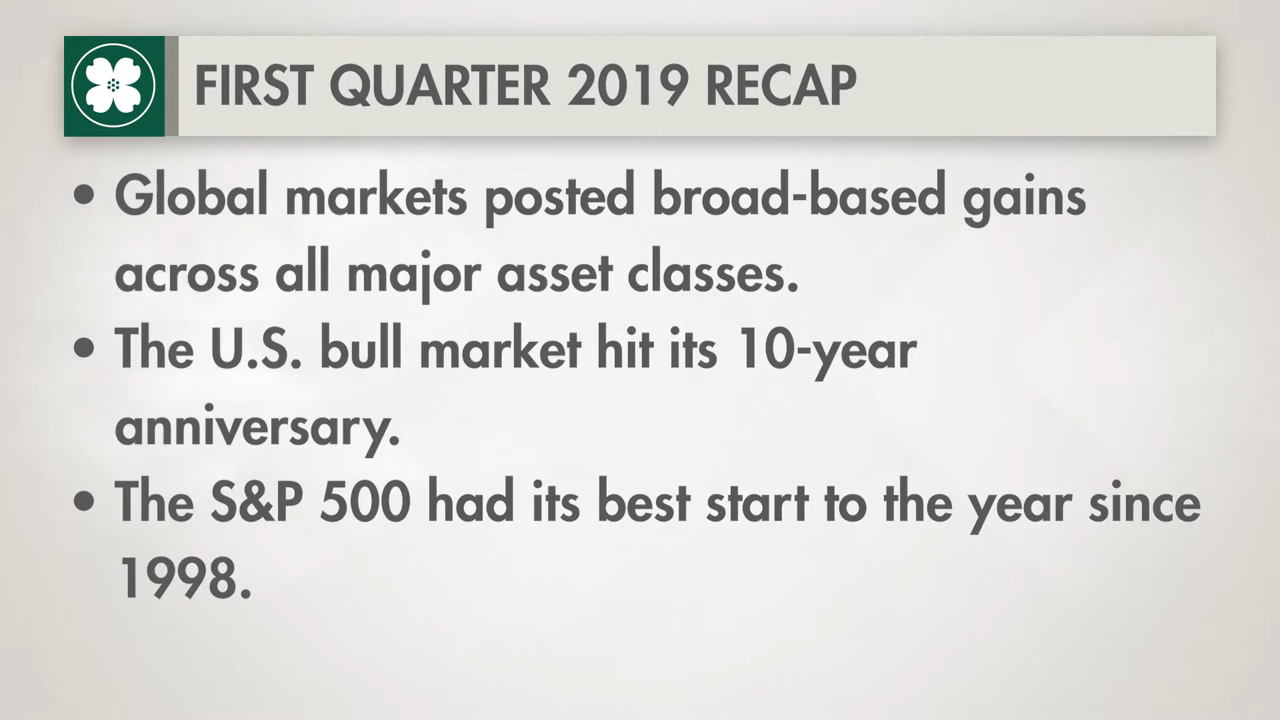 FIRST QUARTER 2019 RECAP
• Global markets posted broad-based gains
across all major asset classes.
• The U.S. bull market hit its 10-year
anniversary.
• The S&P 500 had its best start to the year since
1998.